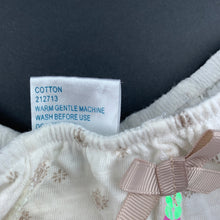 COTTON
212713
WARM GENTLE MACHINE
WASH BEFORE USE